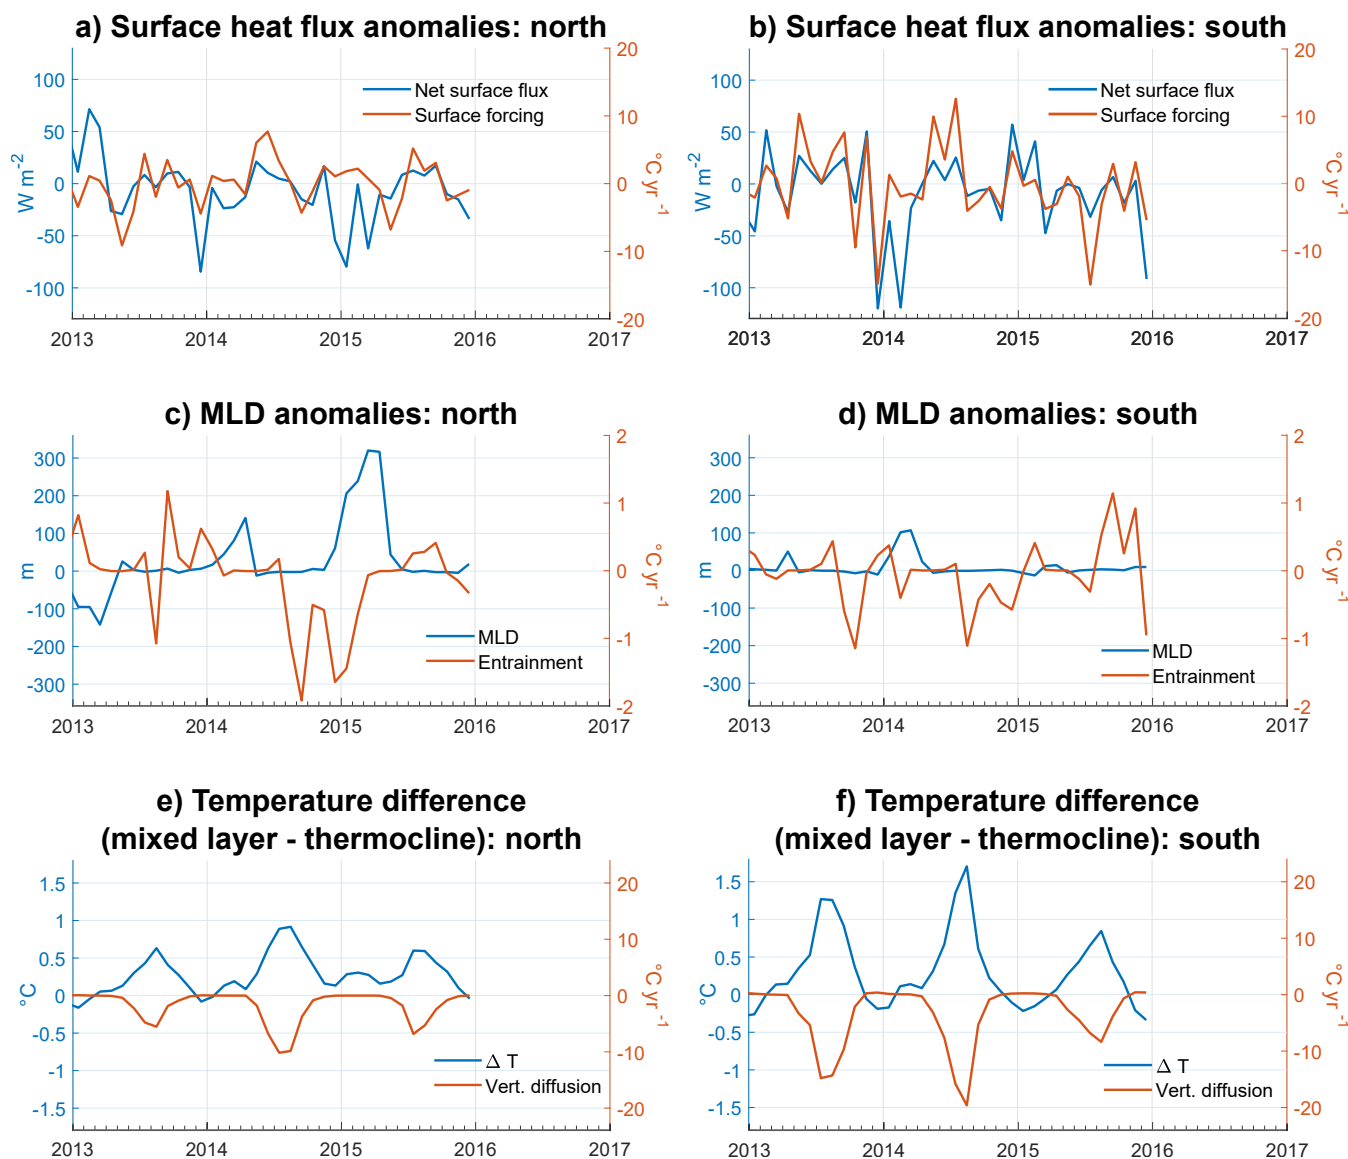 a) Surface heat flux anomalies: north
20
100
Net surface flux
Surface forcing
10
50
0
0
W m-2
°C yr-1
-50
-10
-100
-20
2013 2014 2015 2016 2017
b) Surface heat flux anomalies: south
20
100
Net surface flux
Surface forcing
10
50
0
0
W m-2
°C yr-1
-50
-10
-100
-20
2013 2014 2015 2016 2017
c) MLD anomalies: north
2
300
200
1
100
0
0
m
°C yr-1
-100
MLD
-1
-200
Entrainment
-300
-2
2013 2014 2015 2016 2017
d) MLD anomalies: south
2
300
200
1
100
0
0
m
°C yr-1
-100
-1
-200
MLD
Entrainment
-300
-2
2013 2014 2015 2016 2017
e) Temperature difference
(mixed layer - thermocline): north
1.5
20
1
10
0.5
0
0
°C
°C yr-1
-0.5
-10
-1
Δ T
Vert. diffusion
-1.5
-20
2013 2014 2015 2016 2017
f) Temperature difference
(mixed layer - thermocline): south
1.5
20
1
10
0.5
0
0
°C
°C yr-1
-0.5
-10
-1
Δ T
Vert. diffusion
-1.5
-20
2013 2014 2015 2016 2017